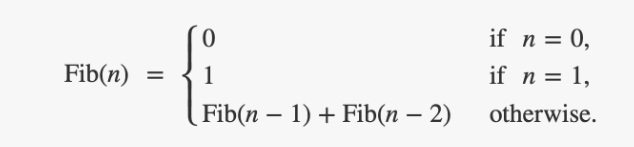 0 if n = 0,
Fib(n) = { 1 if n = 1,
Fib(n − 1) + Fib(n − 2) otherwise.